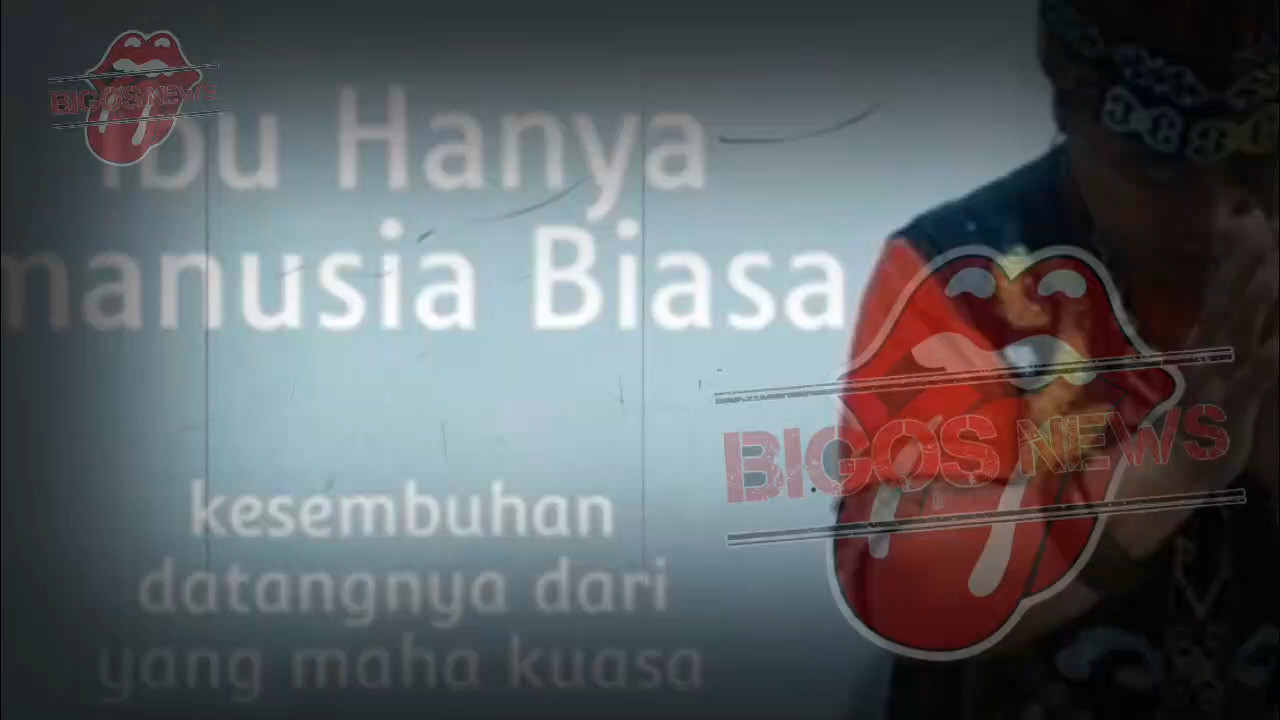 BIGOS NEWS
Ibu Hanya
manusia Biasa
BIGOS NEWS
kesembuhan
datangnya dari
yang maha kuasa